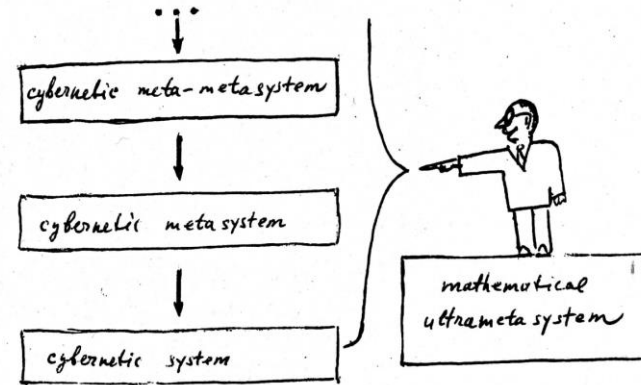 ...
cybernetic meta-metasystem
cybernetic metasystem
cybernetic system
mathematical
ultrametasystem